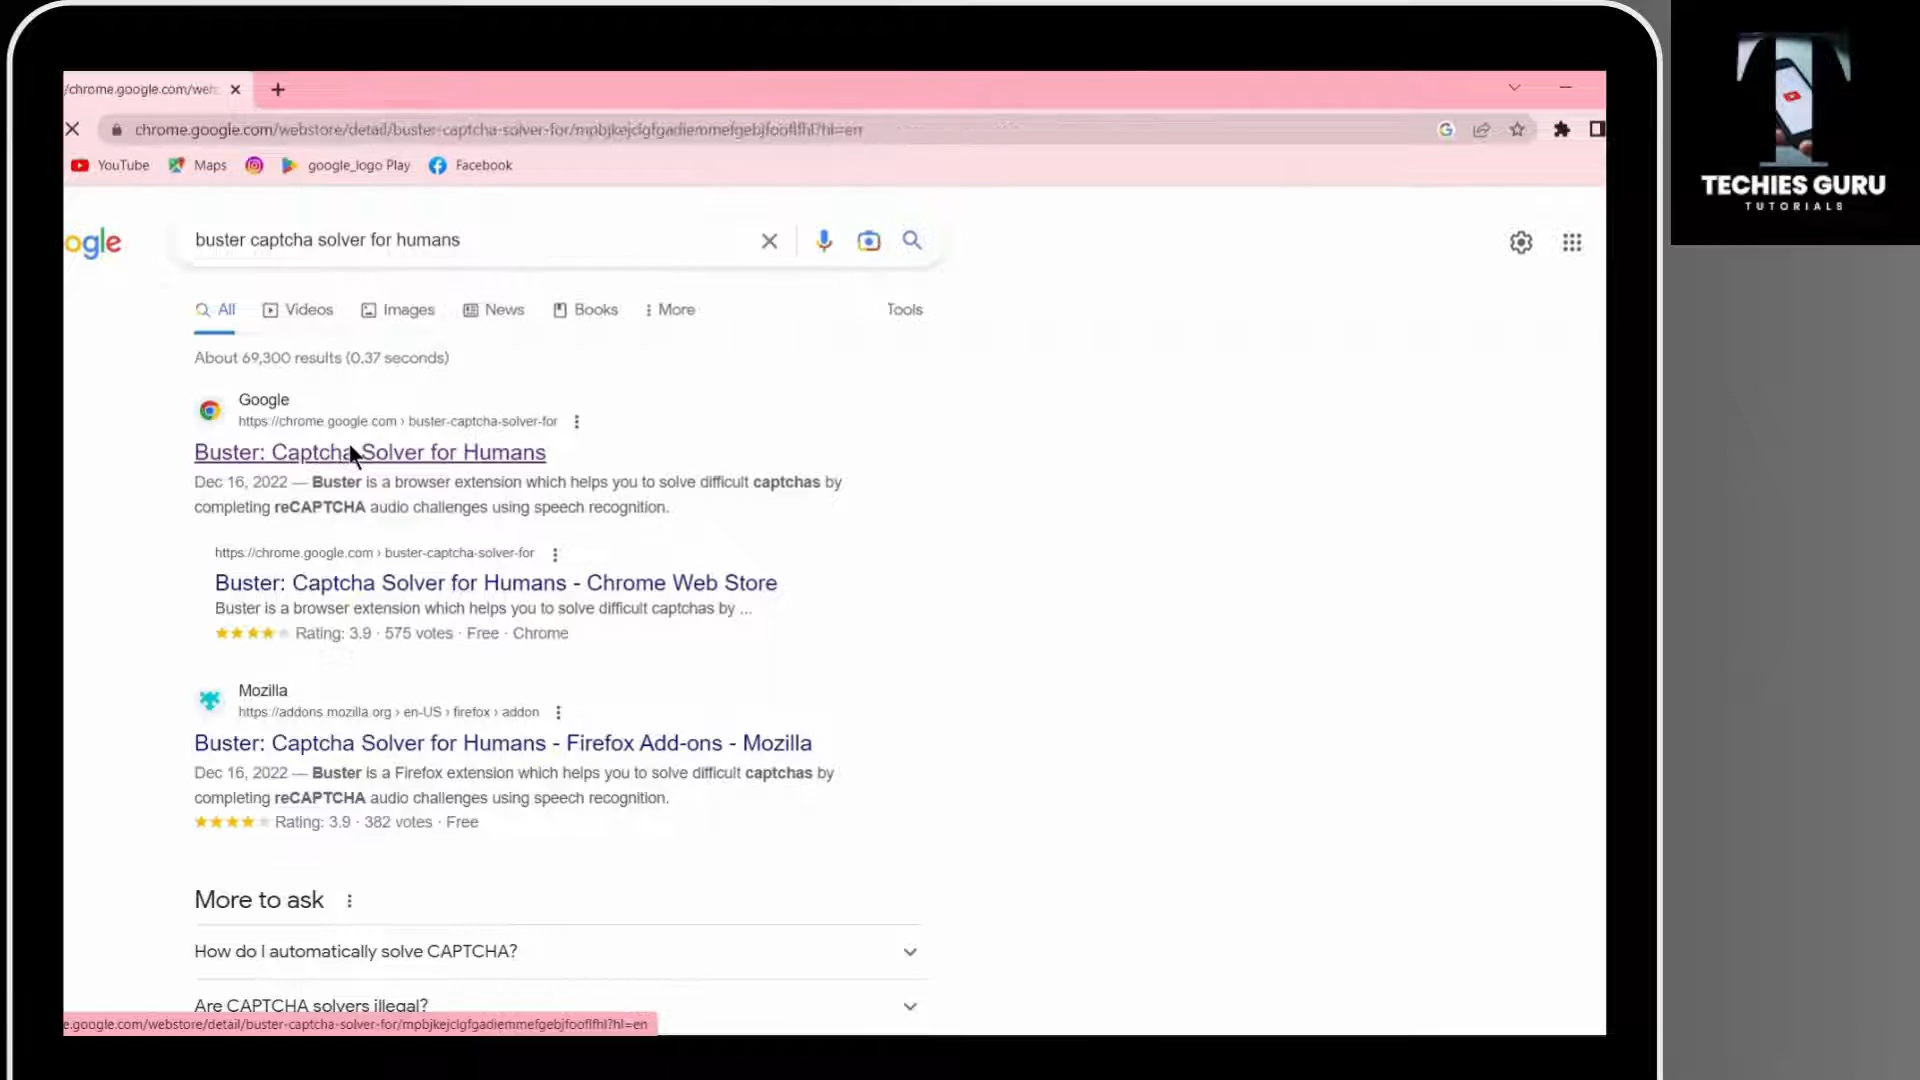 /chrome.google.com/web
chrome.google.com/webstore/detail/buster-captcha-solver-for/mpbjkejclgfgadiemmefgebjfooflfhl?hl=en
YouTube
Maps
google_logo Play
Facebook
TECHIES GURU
TUTORIALS
ogle
buster captcha solver for humans
All
Videos
Images
News
Books
More
Tools
About 69,300 results (0.37 seconds)
Google
https://chrome.google.com › buster-captcha-solver-for
Buster: Captcha Solver for Humans
Dec 16, 2022 — Buster is a browser extension which helps you to solve difficult captchas by
completing reCAPTCHA audio challenges using speech recognition.
https://chrome.google.com › buster-captcha-solver-for
Buster: Captcha Solver for Humans - Chrome Web Store
Buster is a browser extension which helps you to solve difficult captchas by ...
Rating: 3.9 · 575 votes · Free · Chrome
Mozilla
https://addons.mozilla.org › en-US › firefox › addon
Buster: Captcha Solver for Humans - Firefox Add-ons - Mozilla
Dec 16, 2022 — Buster is a Firefox extension which helps you to solve difficult captchas by
completing reCAPTCHA audio challenges using speech recognition.
Rating: 3.9 · 382 votes · Free
More to ask
How do I automatically solve CAPTCHA?
Are CAPTCHA solvers illegal?
e.google.com/webstore/detail/buster-captcha-solver-for/mpbjkejclgfgadiemmefgebjfooflfhl?hl=en